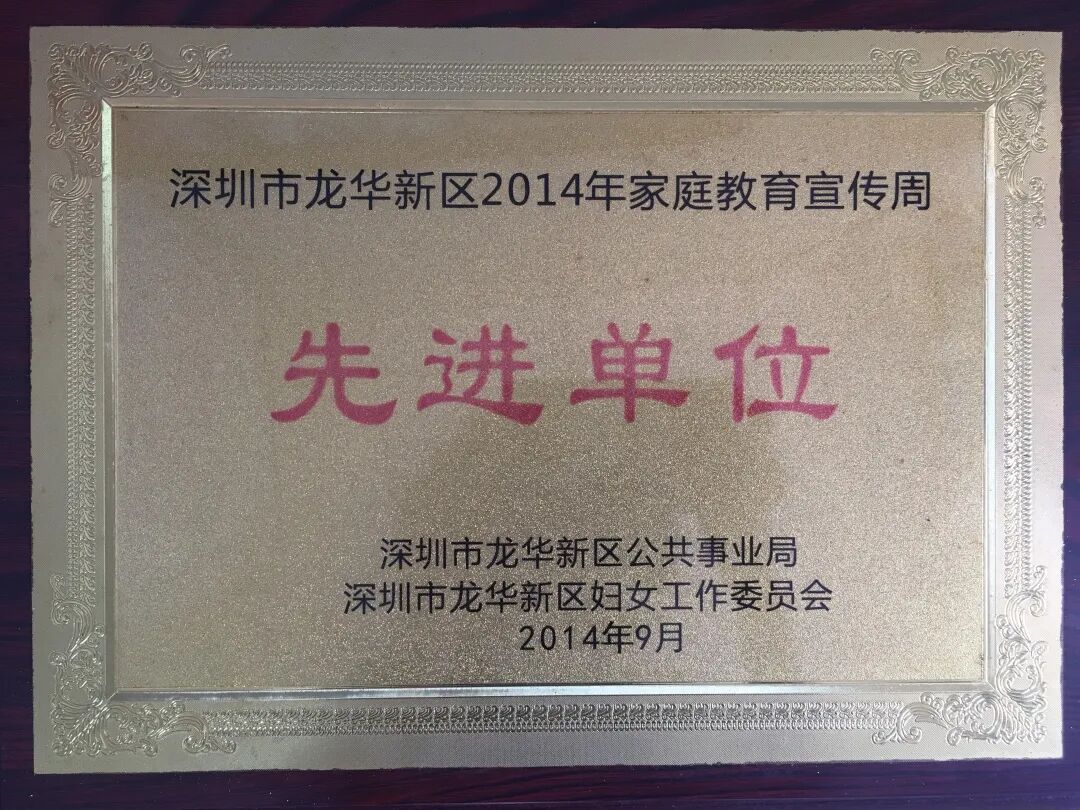 深圳市龙华新区2014年家庭教育宣传周
先进单位
深圳市龙华新区公共事业局
深圳市龙华新区妇女工作委员会
2014年9月